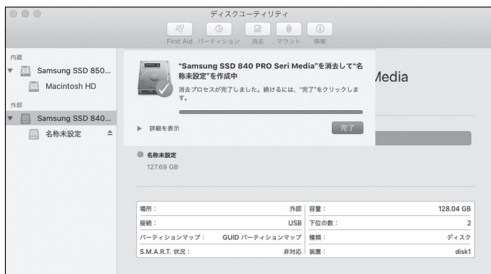 ディスクユーティリティ
First Aid パーティション 消去 マウント 情報
内蔵
Samsung SSD 850...
Macintosh HD
外部
Samsung SSD 840...
名称未設定
"Samsung SSD 840 PRO Seri Media"を消去して"名
称未設定"を作成中
消去プロセスが完了しました。続けるには、"完了"をクリックしま
す。
詳細を表示
完了
Media
名称未設定
127.69 GB
場所： 外部 容量： 128.04 GB
接続： USB 下位の数： 2
パーティションマップ： GUID パーティションマップ 種類： ディスク
S.M.A.R.T. 状況： 非対応 装置： disk1